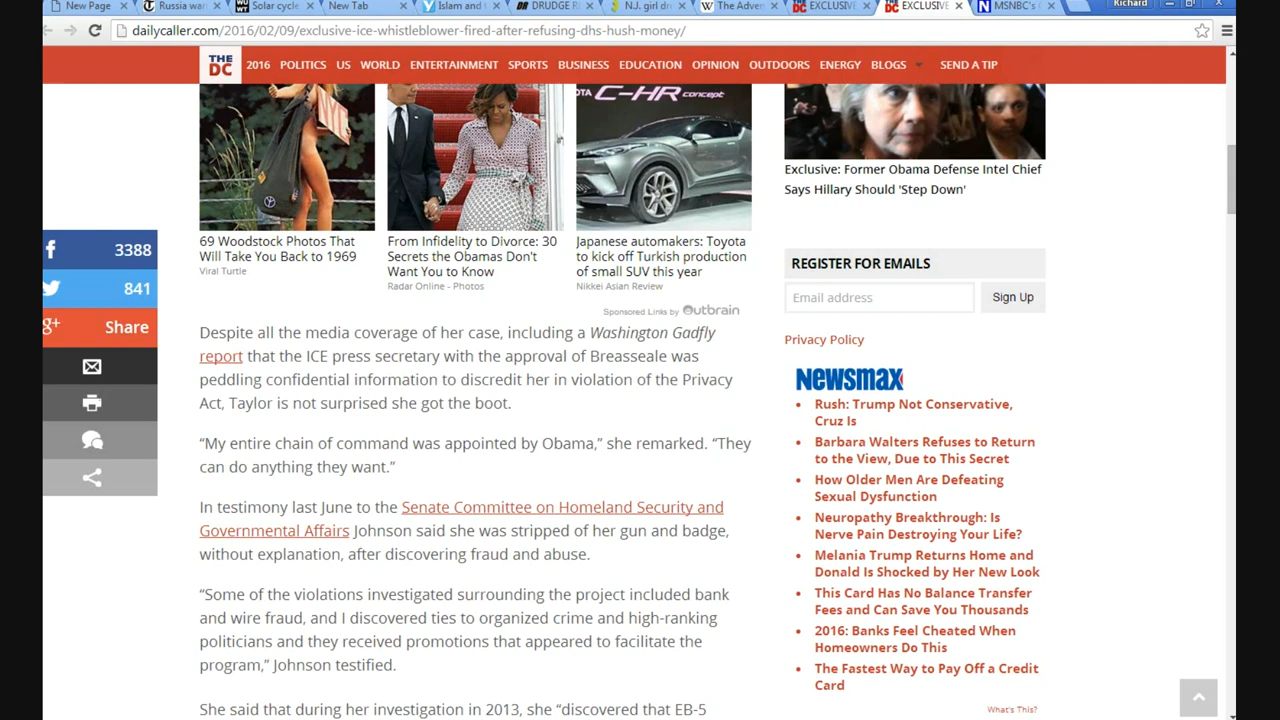 New Page
Russia wan
Solar cycle
New Tab
Islam and
DRUDGE R
N.J. girl dr
The Adven
EXCLUSIVE
EXCLUSIVE
MSNBC's
Richard
dailycaller.com/2016/02/09/exclusive-ice-whistleblower-fired-after-refusing-dhs-hush-money/
THE DC 2016 POLITICS US WORLD ENTERTAINMENT SPORTS BUSINESS EDUCATION OPINION OUTDOORS ENERGY BLOGS SEND A TIP
C-HR concept
69 Woodstock Photos That
Will Take You Back to 1969
Viral Turtle
From Infidelity to Divorce: 30
Secrets the Obamas Don't
Want You to Know
Radar Online - Photos
Japanese automakers: Toyota
to kick off Turkish production
of small SUV this year
Nikkei Asian Review
Sponsored Links by Outbrain
f 3388
841
g+ Share
Despite all the media coverage of her case, including a Washington Gadfly
report that the ICE press secretary with the approval of Breasseale was
peddling confidential information to discredit her in violation of the Privacy
Act, Taylor is not surprised she got the boot.
“My entire chain of command was appointed by Obama,” she remarked. “They
can do anything they want.”
In testimony last June to the Senate Committee on Homeland Security and
Governmental Affairs Johnson said she was stripped of her gun and badge,
without explanation, after discovering fraud and abuse.
“Some of the violations investigated surrounding the project included bank
and wire fraud, and I discovered ties to organized crime and high-ranking
politicians and they received promotions that appeared to facilitate the
program,” Johnson testified.
She said that during her investigation in 2013, she “discovered that EB-5
Exclusive: Former Obama Defense Intel Chief
Says Hillary Should 'Step Down'
REGISTER FOR EMAILS
Email address
Sign Up
Privacy Policy
Newsmax
Rush: Trump Not Conservative,
Cruz Is
Barbara Walters Refuses to Return
to the View, Due to This Secret
How Older Men Are Defeating
Sexual Dysfunction
Neuropathy Breakthrough: Is
Nerve Pain Destroying Your Life?
Melania Trump Returns Home and
Donald Is Shocked by Her New Look
This Card Has No Balance Transfer
Fees and Can Save You Thousands
2016: Banks Feel Cheated When
Homeowners Do This
The Fastest Way to Pay Off a Credit
Card
What's This?